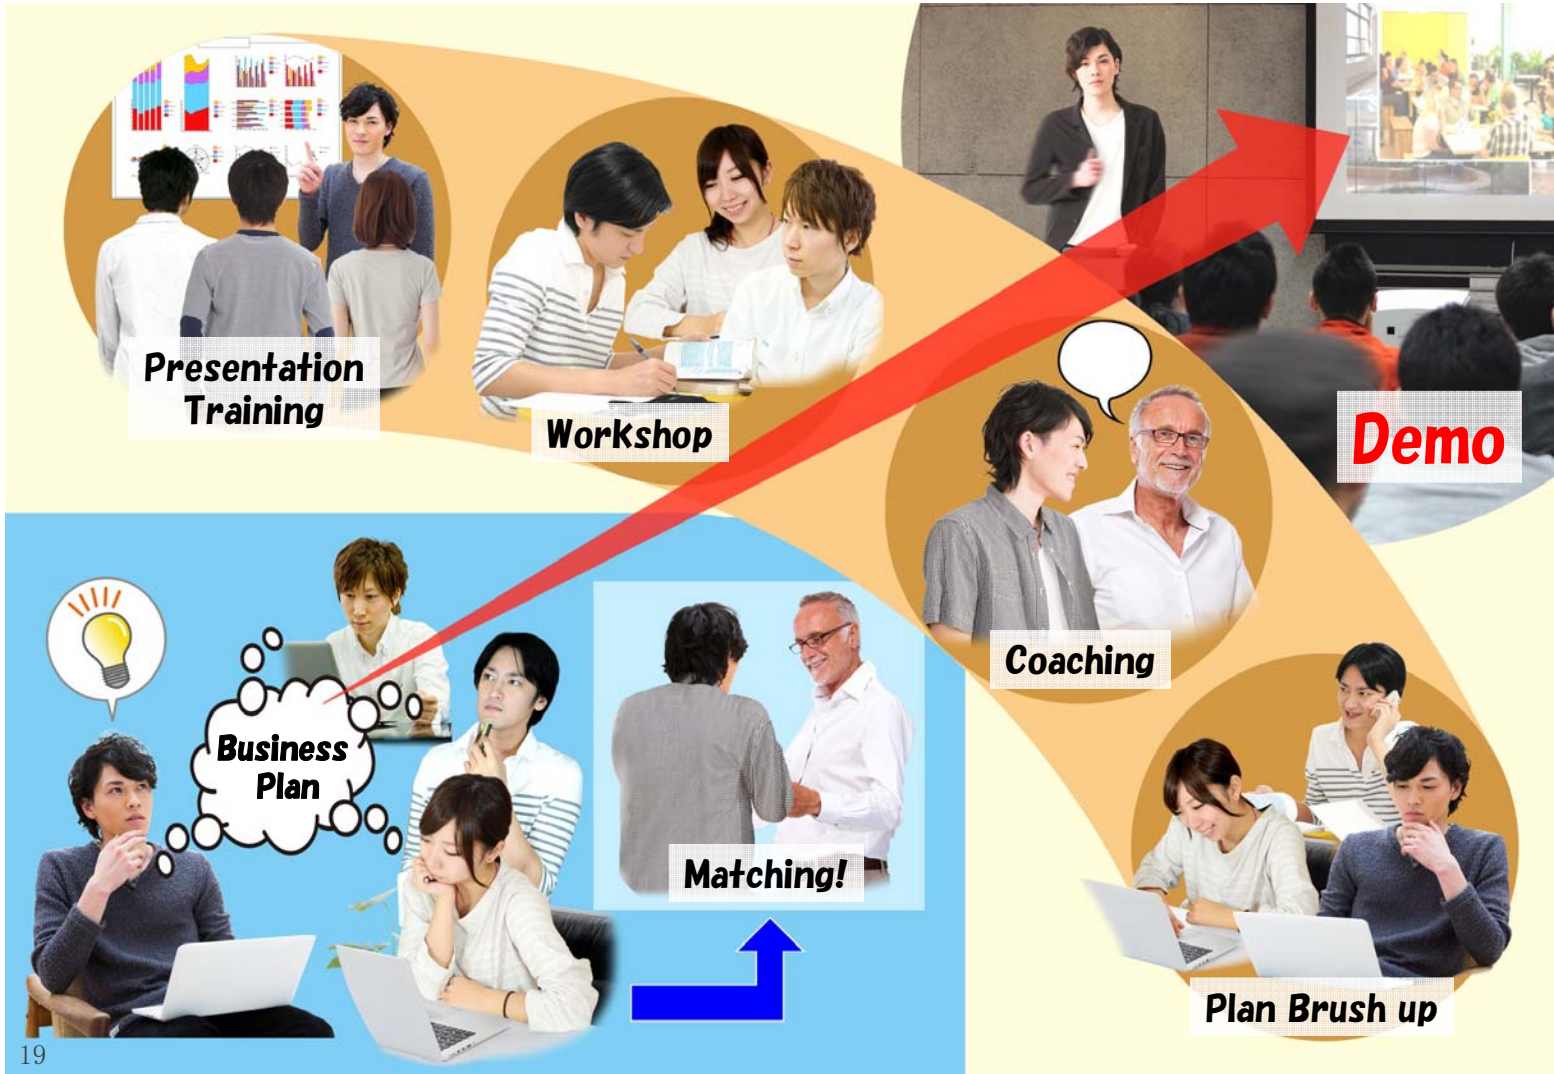 Presentation
Training
Workshop
Demo
Coaching
Business
Plan
Matching!
Plan Brush up
19